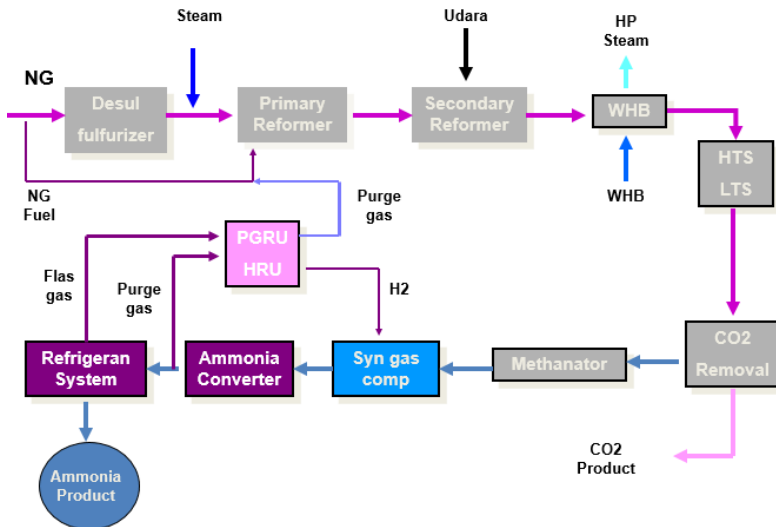 Steam
Udara
HP
Steam
NG
Desul
fulfurizer
Primary
Reformer
Secondary
Reformer
WHB
HTS
LTS
NG
Fuel
Purge
gas
WHB
PGRU
HRU
Flas
gas
Purge
gas
H2
Refrigeran
System
Ammonia
Converter
Syn gas
comp
Methanator
CO2
Removal
Ammonia
Product
CO2
Product